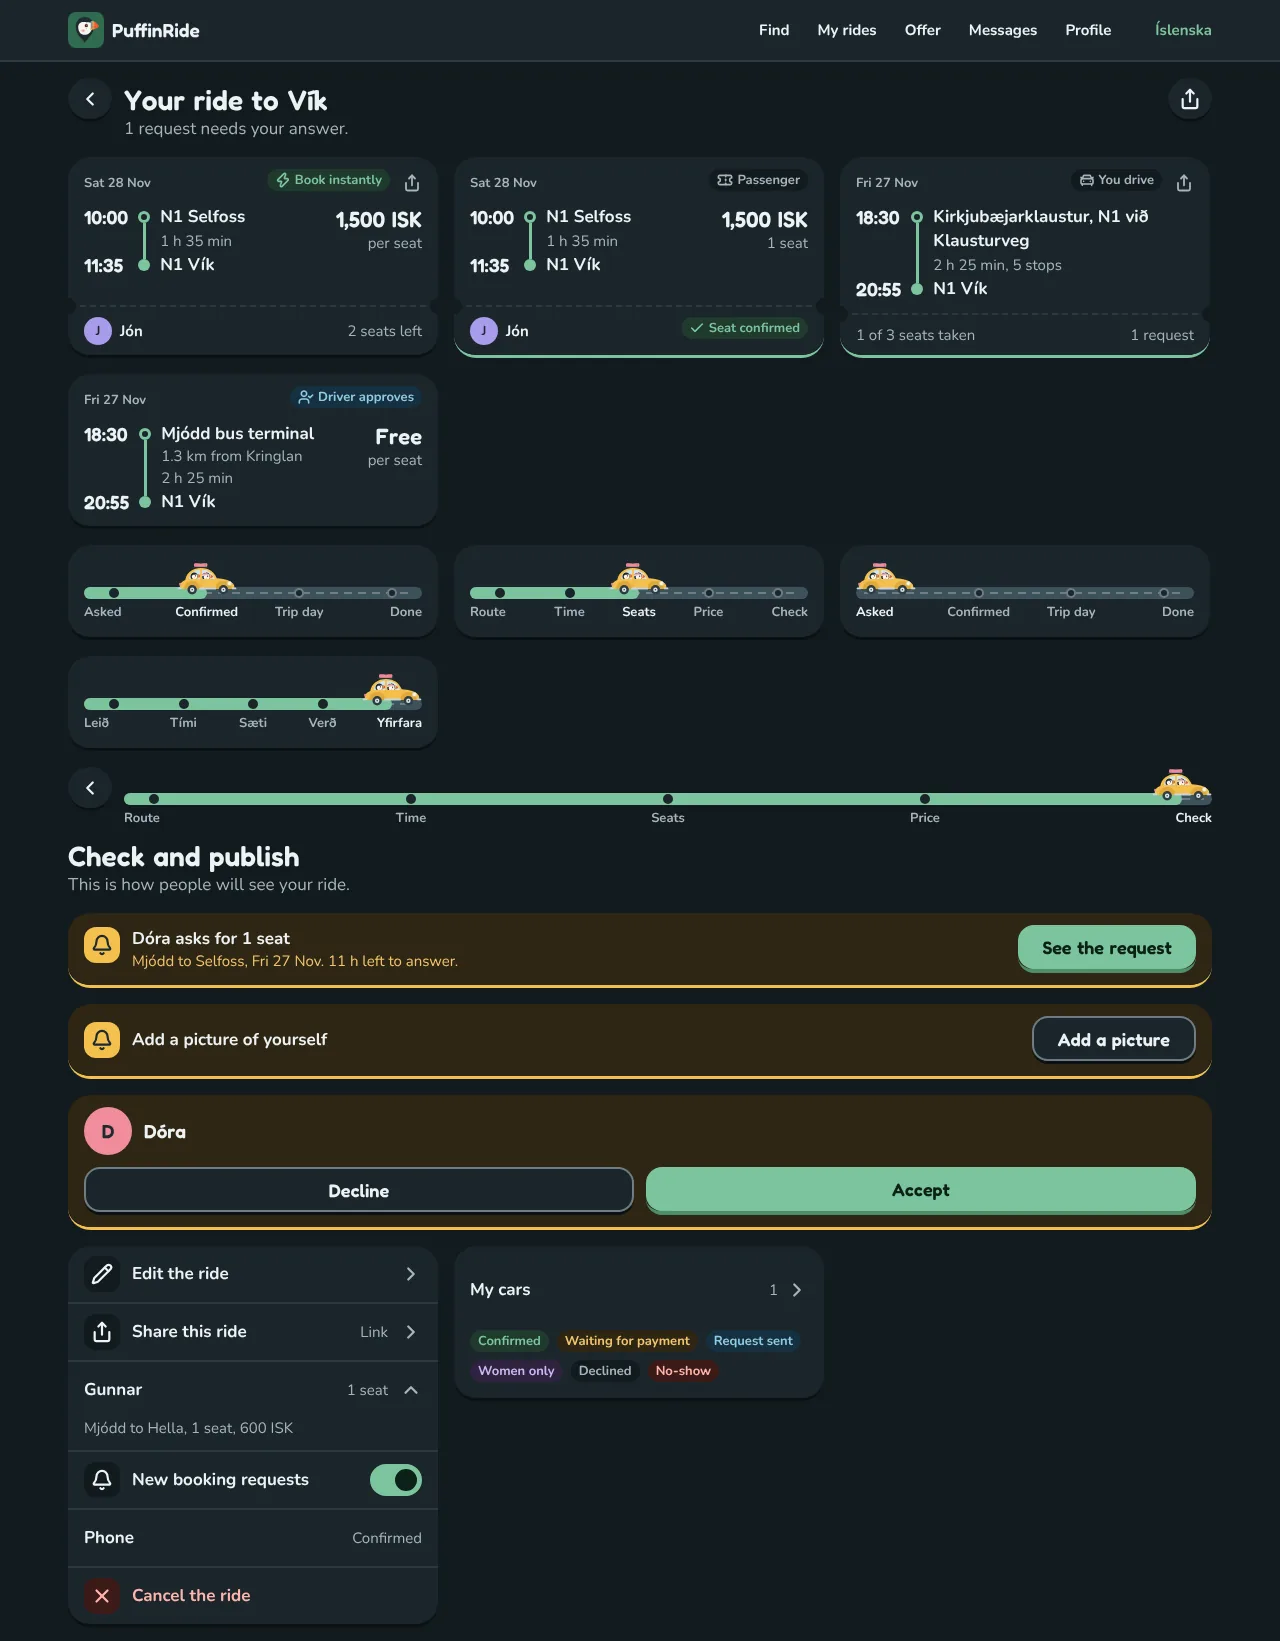 PuffinRide
Find
My rides
Offer
Messages
Profile
Íslenska
Your ride to Vík
1 request needs your answer.
Sat 28 Nov
Book instantly
10:00
N1 Selfoss
1,500 ISK
1 h 35 min
per seat
11:35
N1 Vík
J
Jón
2 seats left
Sat 28 Nov
Passenger
10:00
N1 Selfoss
1,500 ISK
1 h 35 min
1 seat
11:35
N1 Vík
J
Jón
Seat confirmed
Fri 27 Nov
You drive
18:30
Kirkjubæjarklaustur, N1 við
Klausturveg
2 h 25 min, 5 stops
20:55
N1 Vík
1 of 3 seats taken
1 request
Fri 27 Nov
Driver approves
18:30
Mjódd bus terminal
Free
1.3 km from Kringlan
per seat
2 h 25 min
20:55
N1 Vík
Asked
Confirmed
Trip day
Done
Route
Time
Seats
Price
Check
Asked
Confirmed
Trip day
Done
Leið
Tími
Sæti
Verð
Yfirfara
Route
Time
Seats
Price
Check
Check and publish
This is how people will see your ride.
Dóra asks for 1 seat
Mjódd to Selfoss, Fri 27 Nov. 11 h left to answer.
See the request
Add a picture of yourself
Add a picture
D
Dóra
Decline
Accept
Edit the ride
Share this ride
Link
Gunnar
1 seat
Mjódd to Hella, 1 seat, 600 ISK
New booking requests
Phone
Confirmed
Cancel the ride
My cars
1
Confirmed
Waiting for payment
Request sent
Women only
Declined
No-show